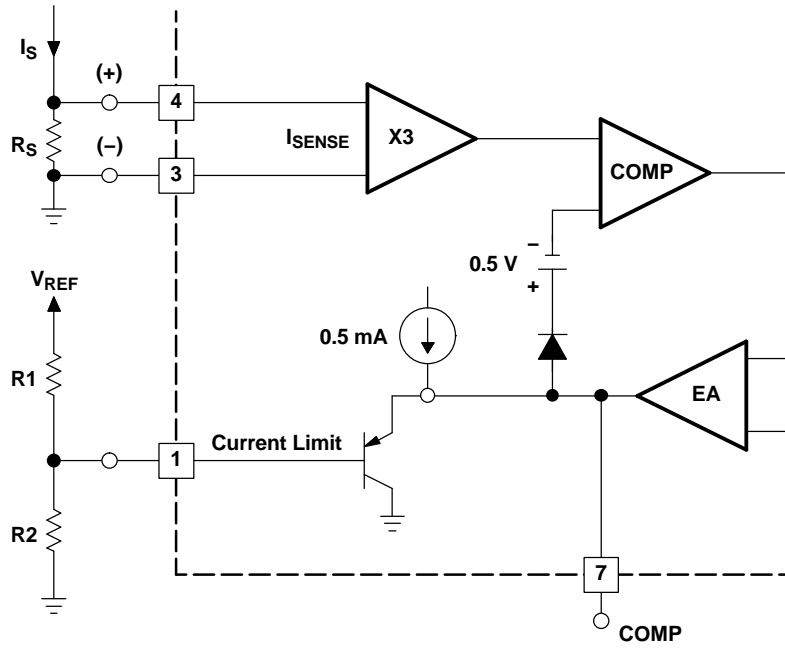 I_S
(+)
4
R_S
(–)
3
I_SENSE
X3
COMP
–
0.5 V
+
V_REF
0.5 mA
R1
EA
1
Current Limit
R2
7
COMP